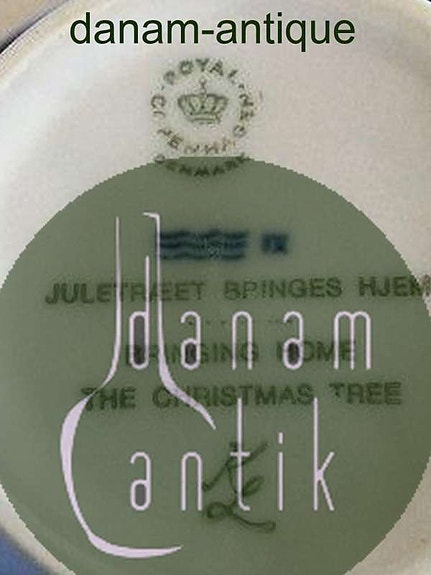 danam-antique
ROYAL
COPENHAGEN
DENMARK
JULETRÆET BRINGES HJEM
danam
BRINGING HOME
THE CHRISTMAS TREE
antik